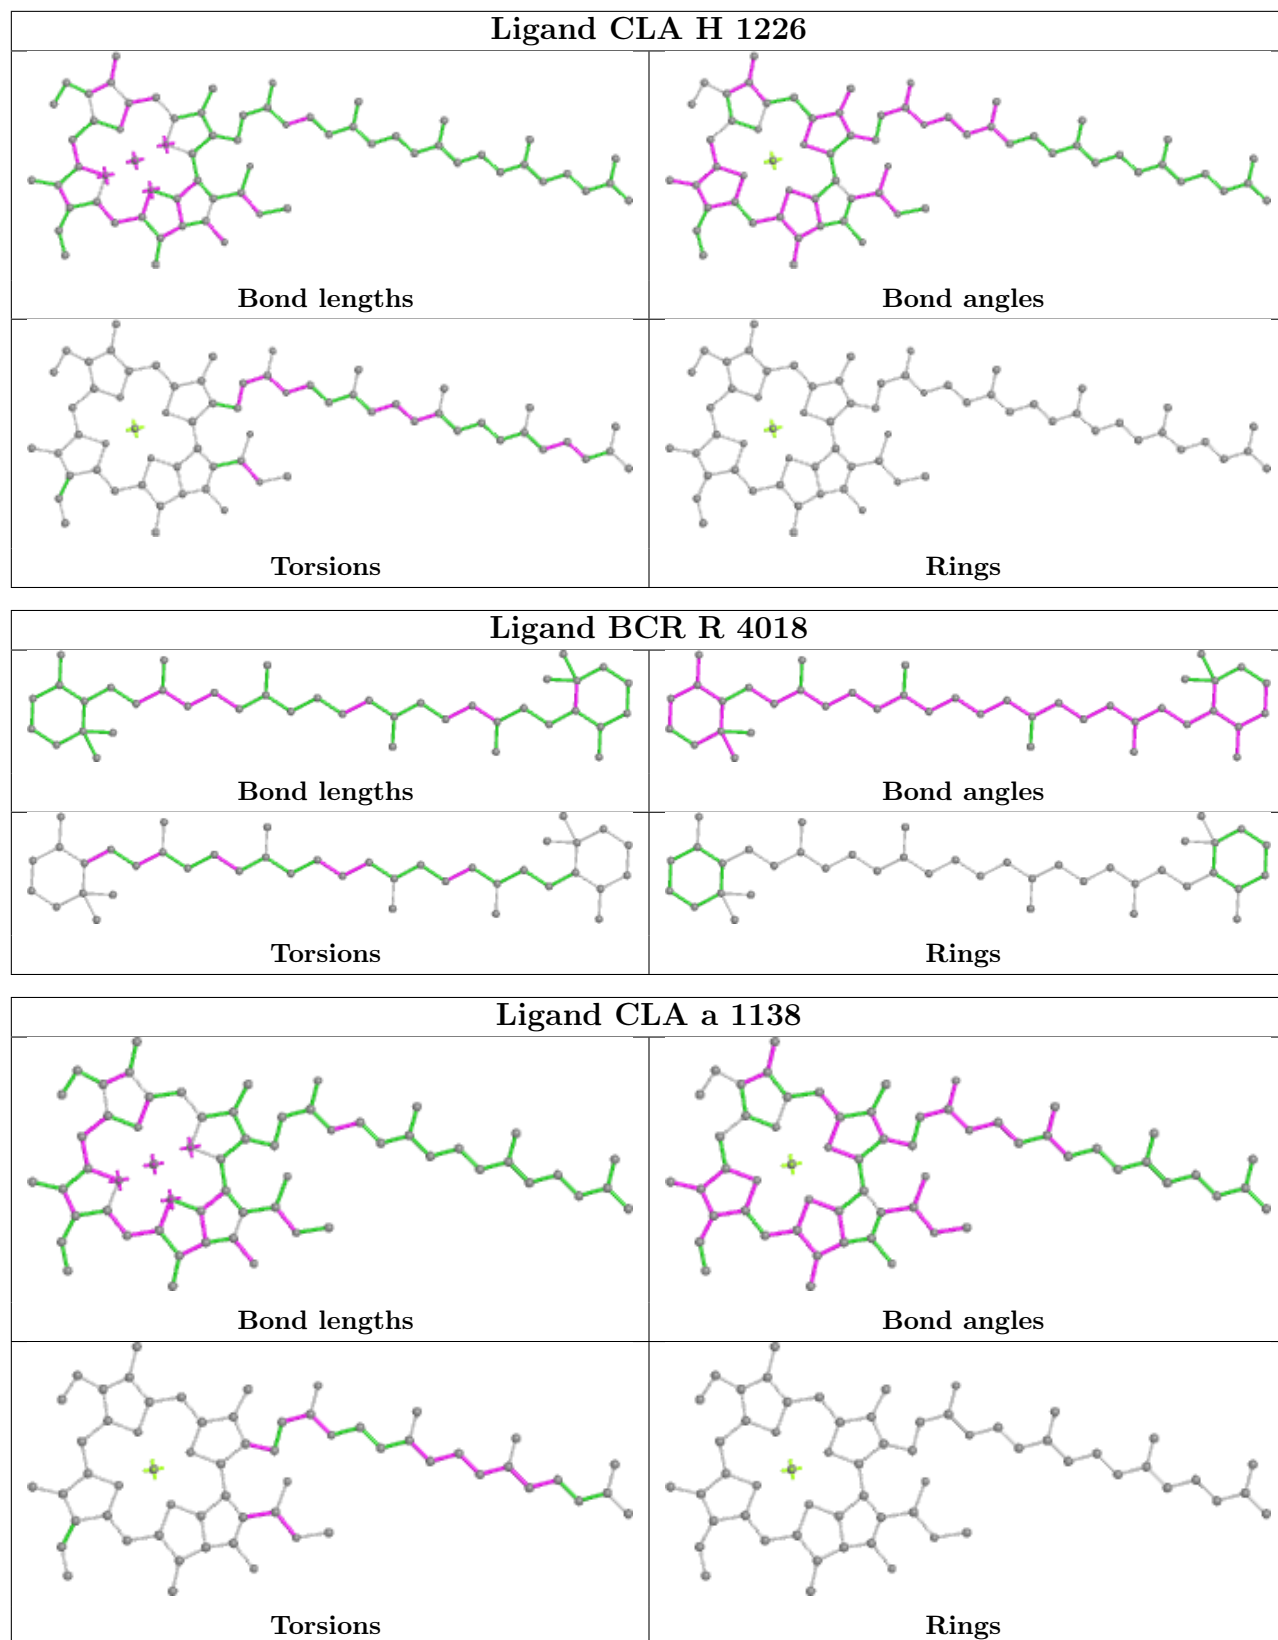 Ligand CLA H 1226
Bond lengths
Bond angles
Torsions
Rings
Ligand BCR R 4018
Bond lengths
Bond angles
Torsions
Rings
Ligand CLA a 1138
Bond lengths
Bond angles
Torsions
Rings